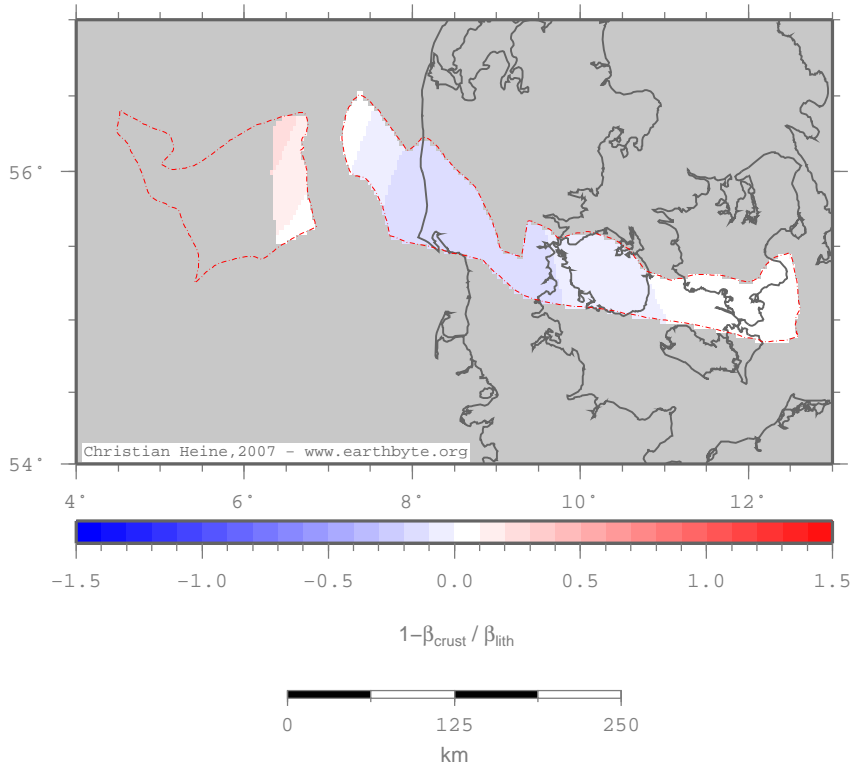 56°
Christian Heine,2007 - www.earthbyte.org
54°
4° 6° 8° 10° 12°
−1.5 −1.0 −0.5 0.0 0.5 1.0 1.5
1−βcrust / βlith
0 125 250
km